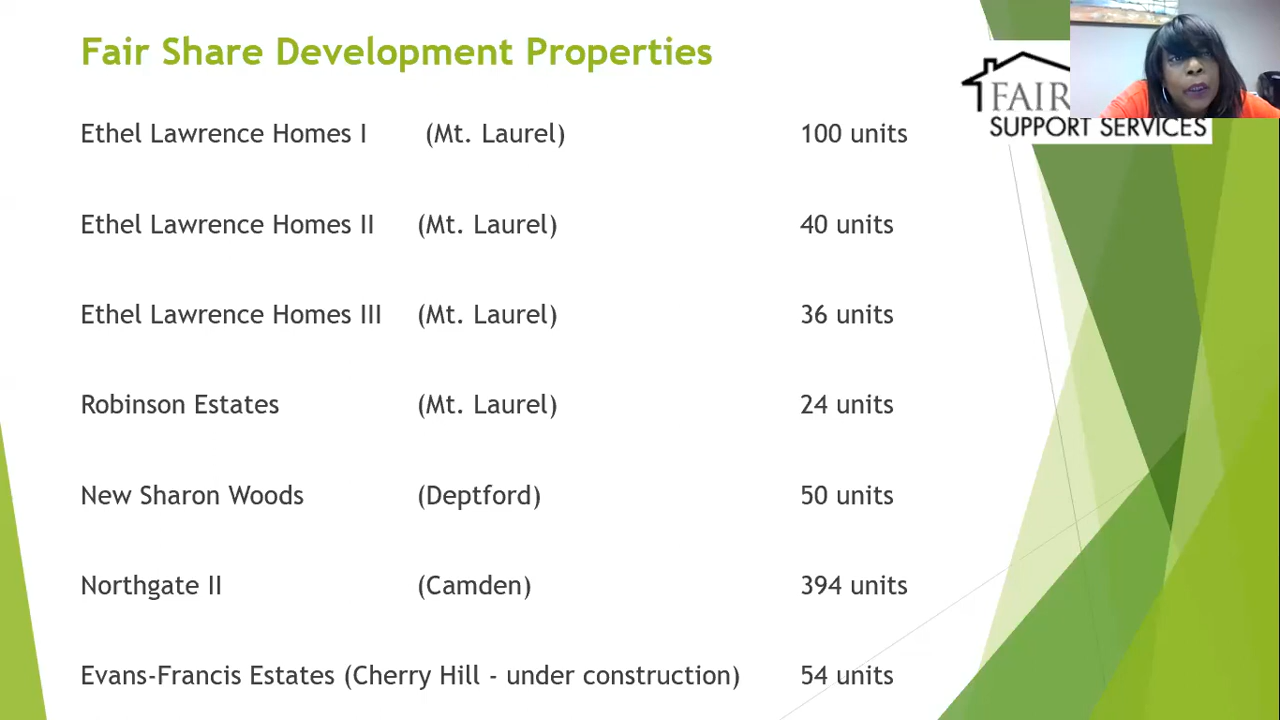 Fair Share Development Properties
Ethel Lawrence Homes I (Mt. Laurel) 100 units
Ethel Lawrence Homes II (Mt. Laurel) 40 units
Ethel Lawrence Homes III (Mt. Laurel) 36 units
Robinson Estates (Mt. Laurel) 24 units
New Sharon Woods (Deptford) 50 units
Northgate II (Camden) 394 units
Evans-Francis Estates (Cherry Hill - under construction) 54 units
FAIR
SUPPORT SERVICES